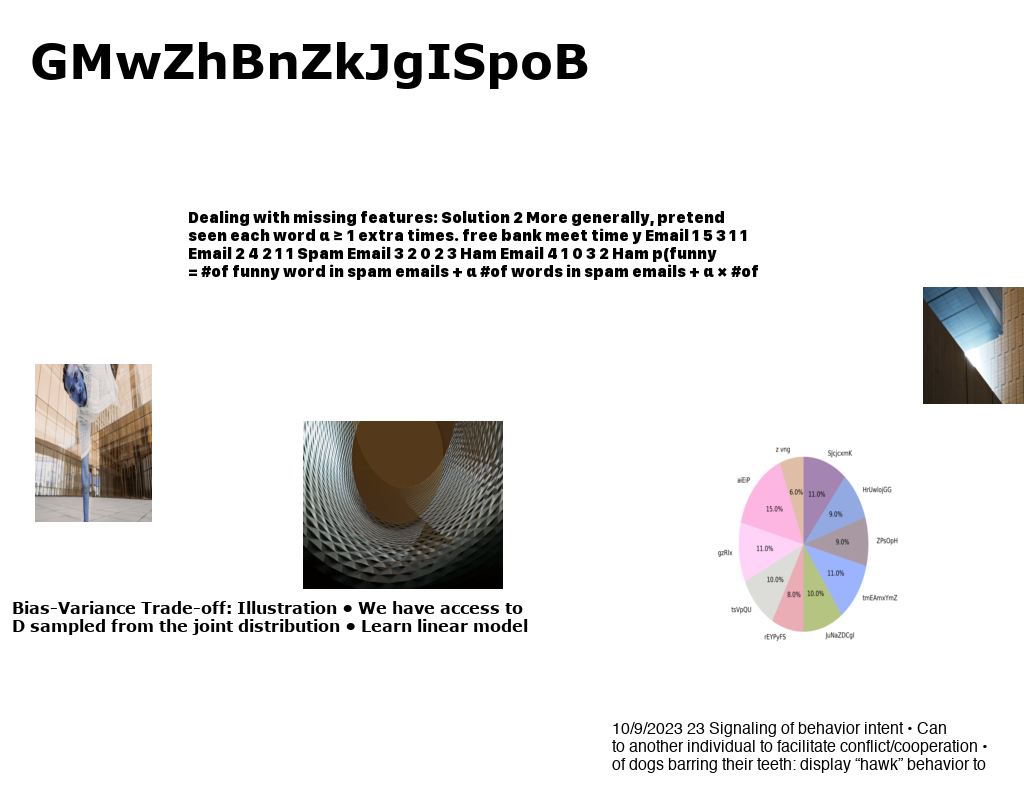 GMwZhBnZkJgISpoB
Dealing with missing features: Solution 2 More generally, pretend
seen each word α ≥ 1 extra times. free bank meet time y Email 1 5 3 1 1
Email 2 4 2 1 1 Spam Email 3 2 0 2 3 Ham Email 4 1 0 3 2 Ham p(funny
= #of funny word in spam emails + α #of words in spam emails + α × #of
z vng
SJcjcxmK
aiEiP
HrUwlojGG
6.0%
11.0%
15.0%
9.0%
ZPsOpH
9.0%
gzRlx
11.0%
11.0%
10.0%
8.0%
10.0%
tmEAmxYmZ
tsVpQU
rEYPyFS
JuNaZDCgI
Bias-Variance Trade-off: Illustration • We have access to
D sampled from the joint distribution • Learn linear model
10/9/2023 23 Signaling of behavior intent • Can
to another individual to facilitate conflict/cooperation •
of dogs barring their teeth: display “hawk” behavior to